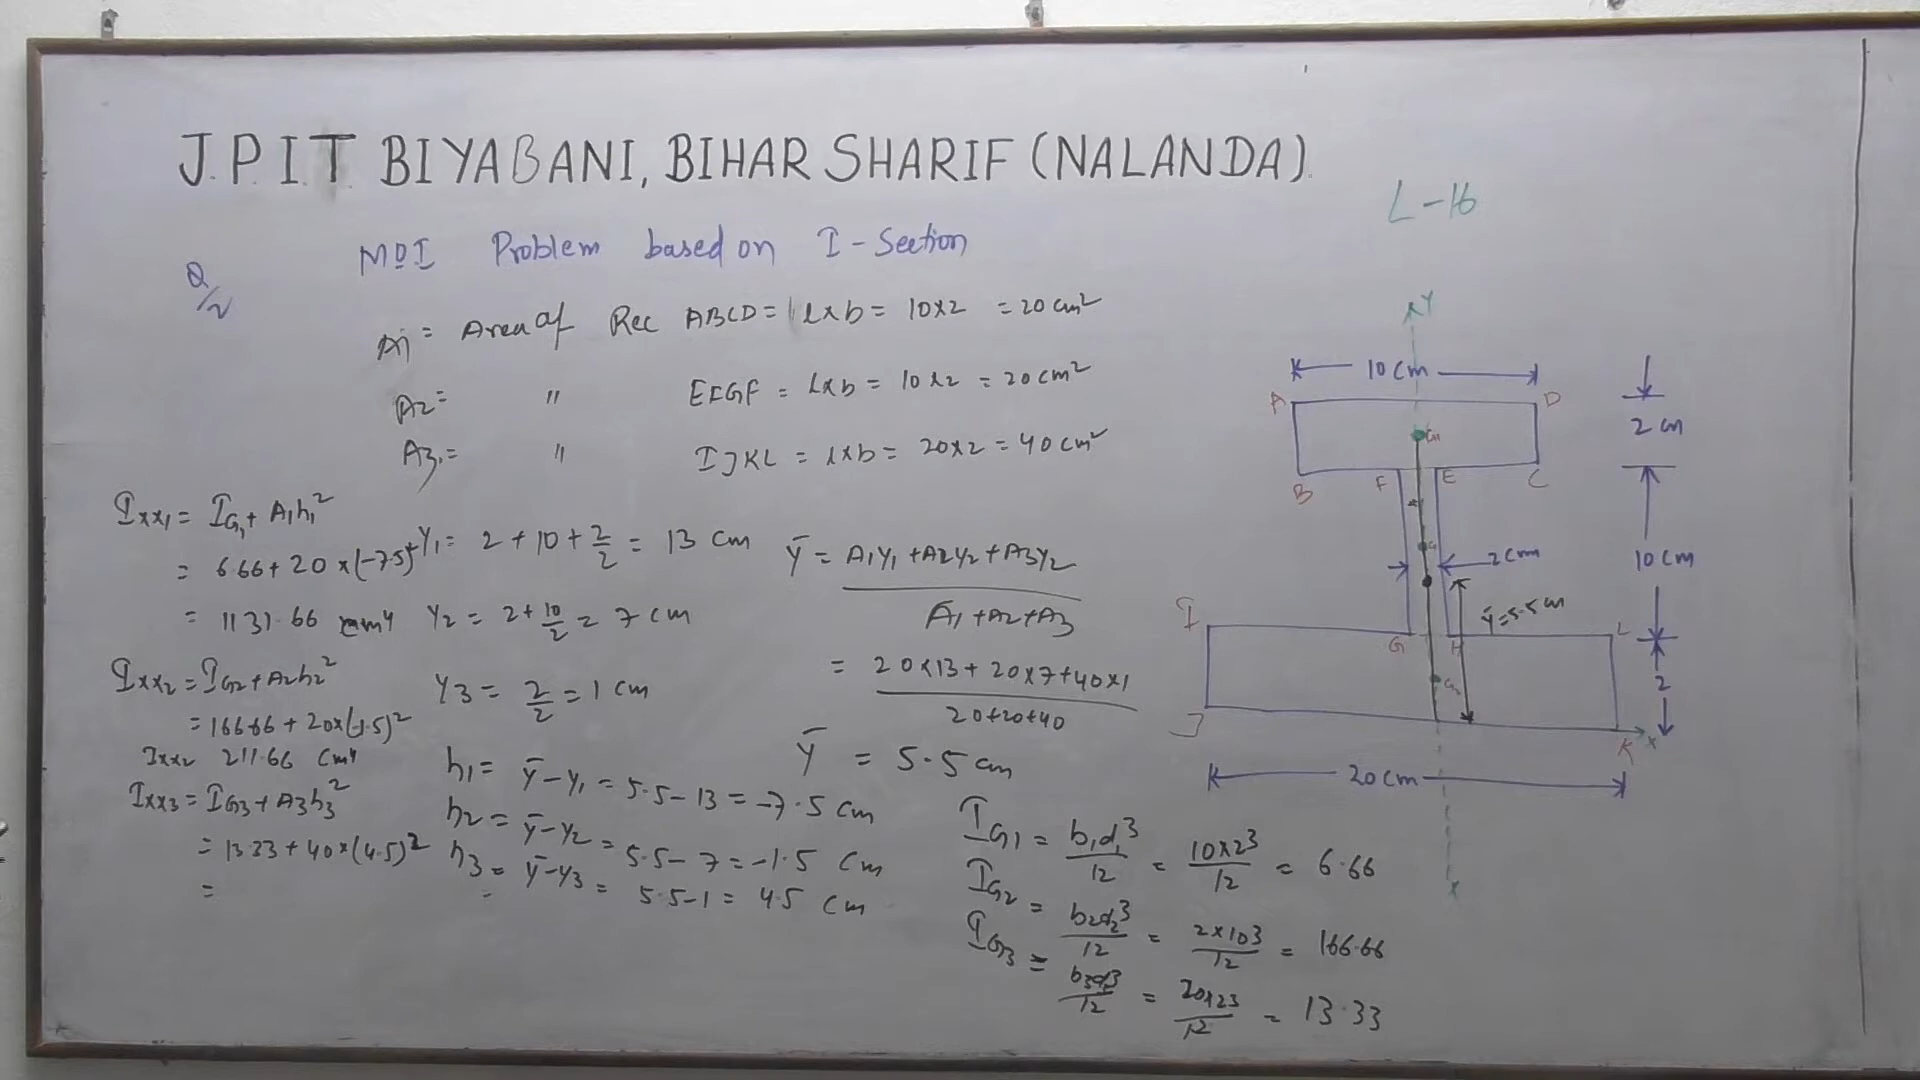 J.P.I.T BIYABANI, BIHAR SHARIF (NALANDA).
L-16
Q/2
MOI Problem based on I-Section
A1 = Area of Rec ABCD = l×b = 10×2 = 20 cm²
A2 = " EFGF = l×b = 10×2 = 20 cm²
A3 = " IJKL = l×b = 20×2 = 40 cm²
Ixx1 = IG1 + A1h1²
= 6.66 + 20×(-7.5)²
= 1131.66 cm⁴
Ixx2 = IG2 + A2h2²
= 166.66 + 20×(-1.5)²
Ixx2 211.66 cm⁴
Ixx3 = IG3 + A3h3²
= 13.33 + 40×(4.5)²
=
Y1 = 2+10+2/2 = 13 cm
Y2 = 2+10/2 = 7 cm
Y3 = 2/2 = 1 cm
h1 = ȳ-y1 = 5.5-13 = -7.5 cm
h2 = ȳ-y2 = 5.5-7 = -1.5 cm
h3 = ȳ-y3 = 5.5-1 = 4.5 cm
ȳ = A1y1+A2y2+A3y2
A1+A2+A3
= 20×13+20×7+40×1
20+20+40
ȳ = 5.5 cm
IG1 = b1d1³/12 = 10×2³/12 = 6.66
IG2 = b2d2³/12 = 2×10³/12 = 166.66
IG3 = b3d3³/12 = 20×23/12 = 13.33
Y
10 cm
A D
2 cm
G1
B F E C
G
2cm
10 cm
ȳ=5.5 cm
I G H L
G3
2
J K x
20 cm